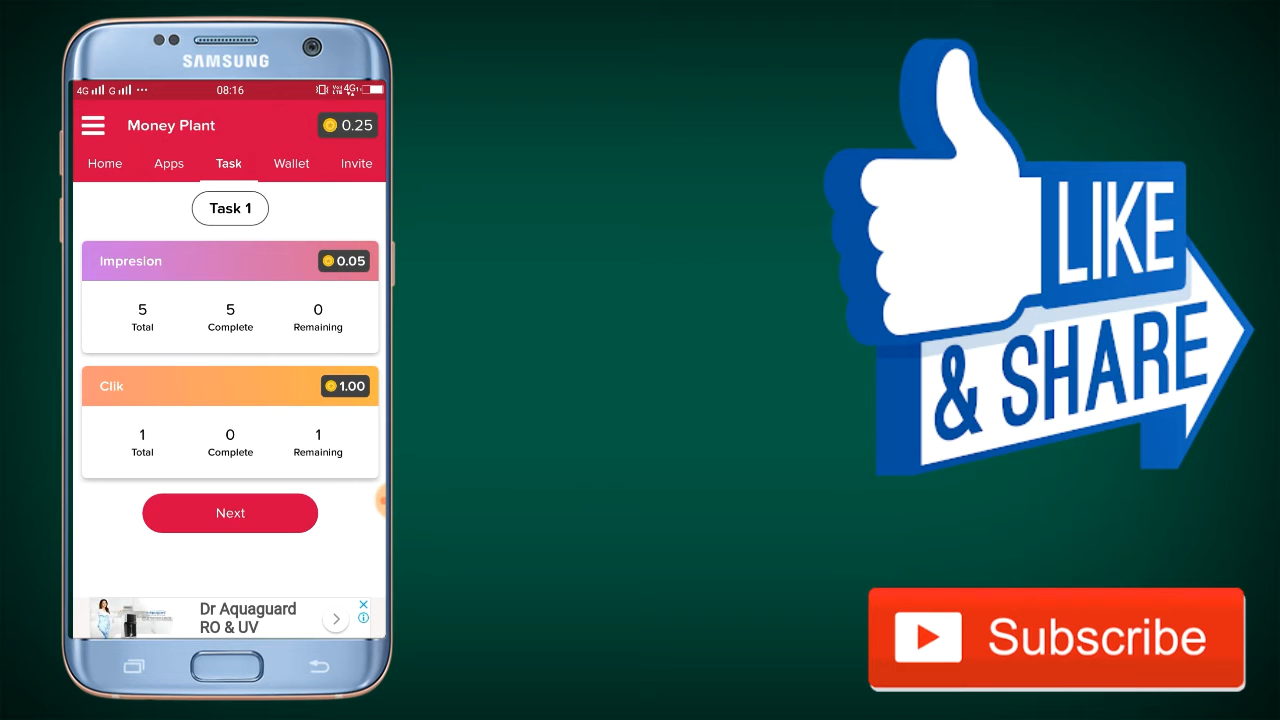 SAMSUNG
4G G ... 08:16 4G
Money Plant 0.25
Home Apps Task Wallet Invite
Task 1
Impresion 0.05
5 5 0
Total Complete Remaining
Clik 1.00
1 0 1
Total Complete Remaining
Next
Dr Aquaguard
RO & UV
LIKE
& SHARE
Subscribe